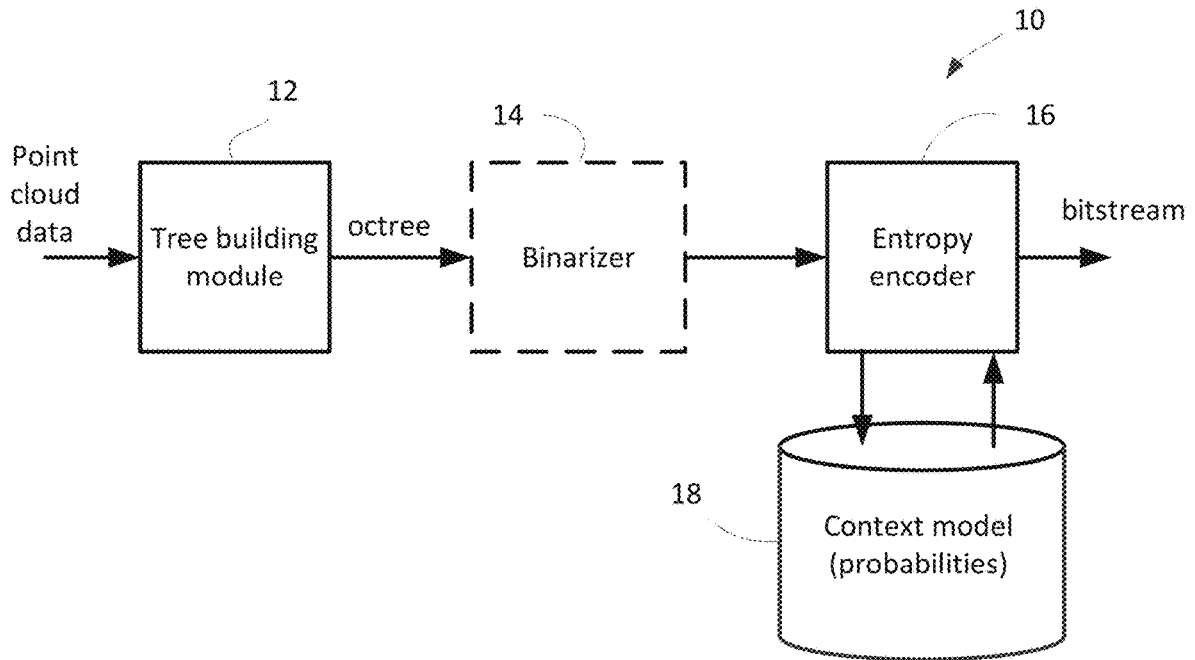 10
12
14
16
Point
cloud
data
Tree building
module
octree
Binarizer
Entropy
encoder
bitstream
18
Context model
(probabilities)